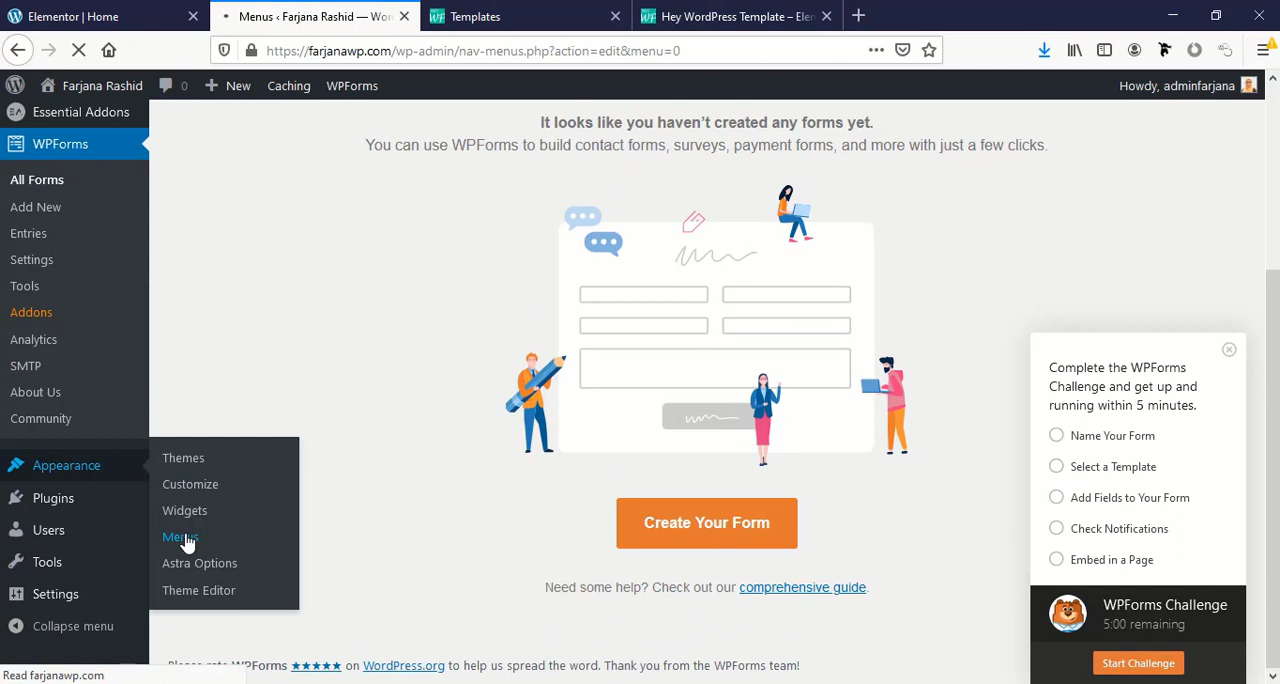 Elementor | Home
Menus ‹ Farjana Rashid — Wor
Templates
Hey WordPress Template – Elem
https://farjanawp.com/wp-admin/nav-menus.php?action=edit&menu=0
Farjana Rashid
0
New
Caching
WPForms
Howdy, adminfarjana
Essential Addons
WPForms
All Forms
Add New
Entries
Settings
Tools
Addons
Analytics
SMTP
About Us
Community
Appearance
Plugins
Users
Tools
Settings
Collapse menu
Themes
Customize
Widgets
Menus
Astra Options
Theme Editor
It looks like you haven't created any forms yet.
You can use WPForms to build contact forms, surveys, payment forms, and more with just a few clicks.
Create Your Form
Need some help? Check out our comprehensive guide.
Please rate WPForms ★★★★★ on WordPress.org to help us spread the word. Thank you from the WPForms team!
Complete the WPForms
Challenge and get up and
running within 5 minutes.
Name Your Form
Select a Template
Add Fields to Your Form
Check Notifications
Embed in a Page
WPForms Challenge
5:00 remaining
Start Challenge
Read farjanawp.com